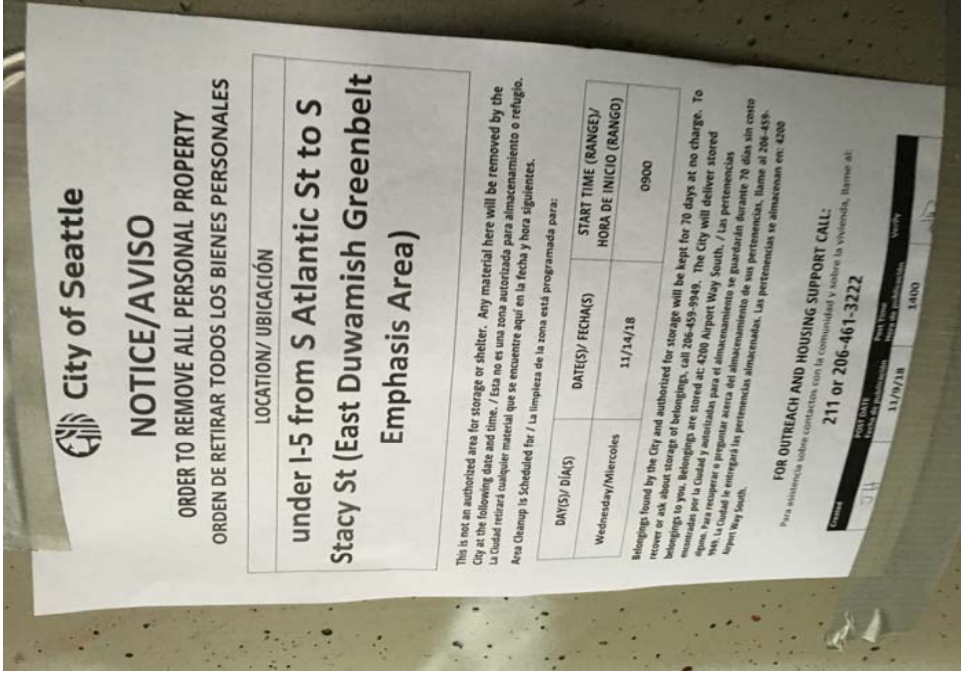 City of Seattle
NOTICE/AVISO
ORDER TO REMOVE ALL PERSONAL PROPERTY
ORDEN DE RETIRAR TODOS LOS BIENES PERSONALES
LOCATION/ UBICACIÓN
under I-5 from S Atlantic St to S
Stacy St (East Duwamish Greenbelt
Emphasis Area)
This is not an authorized area for storage or shelter. Any material here will be removed by the
City at the following date and time. / Esta no es una zona autorizada para almacenamiento o refugio.
La Ciudad retirará cualquier material que se encuentre aquí en la fecha y hora siguientes.
Area Cleanup Is Scheduled for / La limpieza de la zona está programada para:
DAY(S)/ DÍA(S) DATE(S)/ FECHA(S) START TIME (RANGE)/
HORA DE INICIO (RANGO)
Wednesday/Miercoles 11/14/18 0900
Belongings found by the City and authorized for storage will be kept for 70 days at no charge. To
recover or ask about storage of belongings, call 206-459-9949. The City will deliver stored
belongings to you. Belongings are stored at: 4200 Airport Way South. / Las pertenencias
encontradas por la Ciudad y autorizadas para el almacenamiento se guardarán durante 70 días sin costo
alguno. Para recuperar o preguntar acerca del almacenamiento de sus pertenencias, llame al 206-459-
9949. La Ciudad le entregará las pertenencias almacenadas. Las pertenencias se almacenan en: 4200
Airport Way South.
FOR OUTREACH AND HOUSING SUPPORT CALL:
Para asistencia sobre contactos con la comunidad y sobre la vivienda, llame al:
211 or 206-461-3222
POST DATE Post Time Verify
Fecha de publicación Hora de publicación
11/9/18 1400